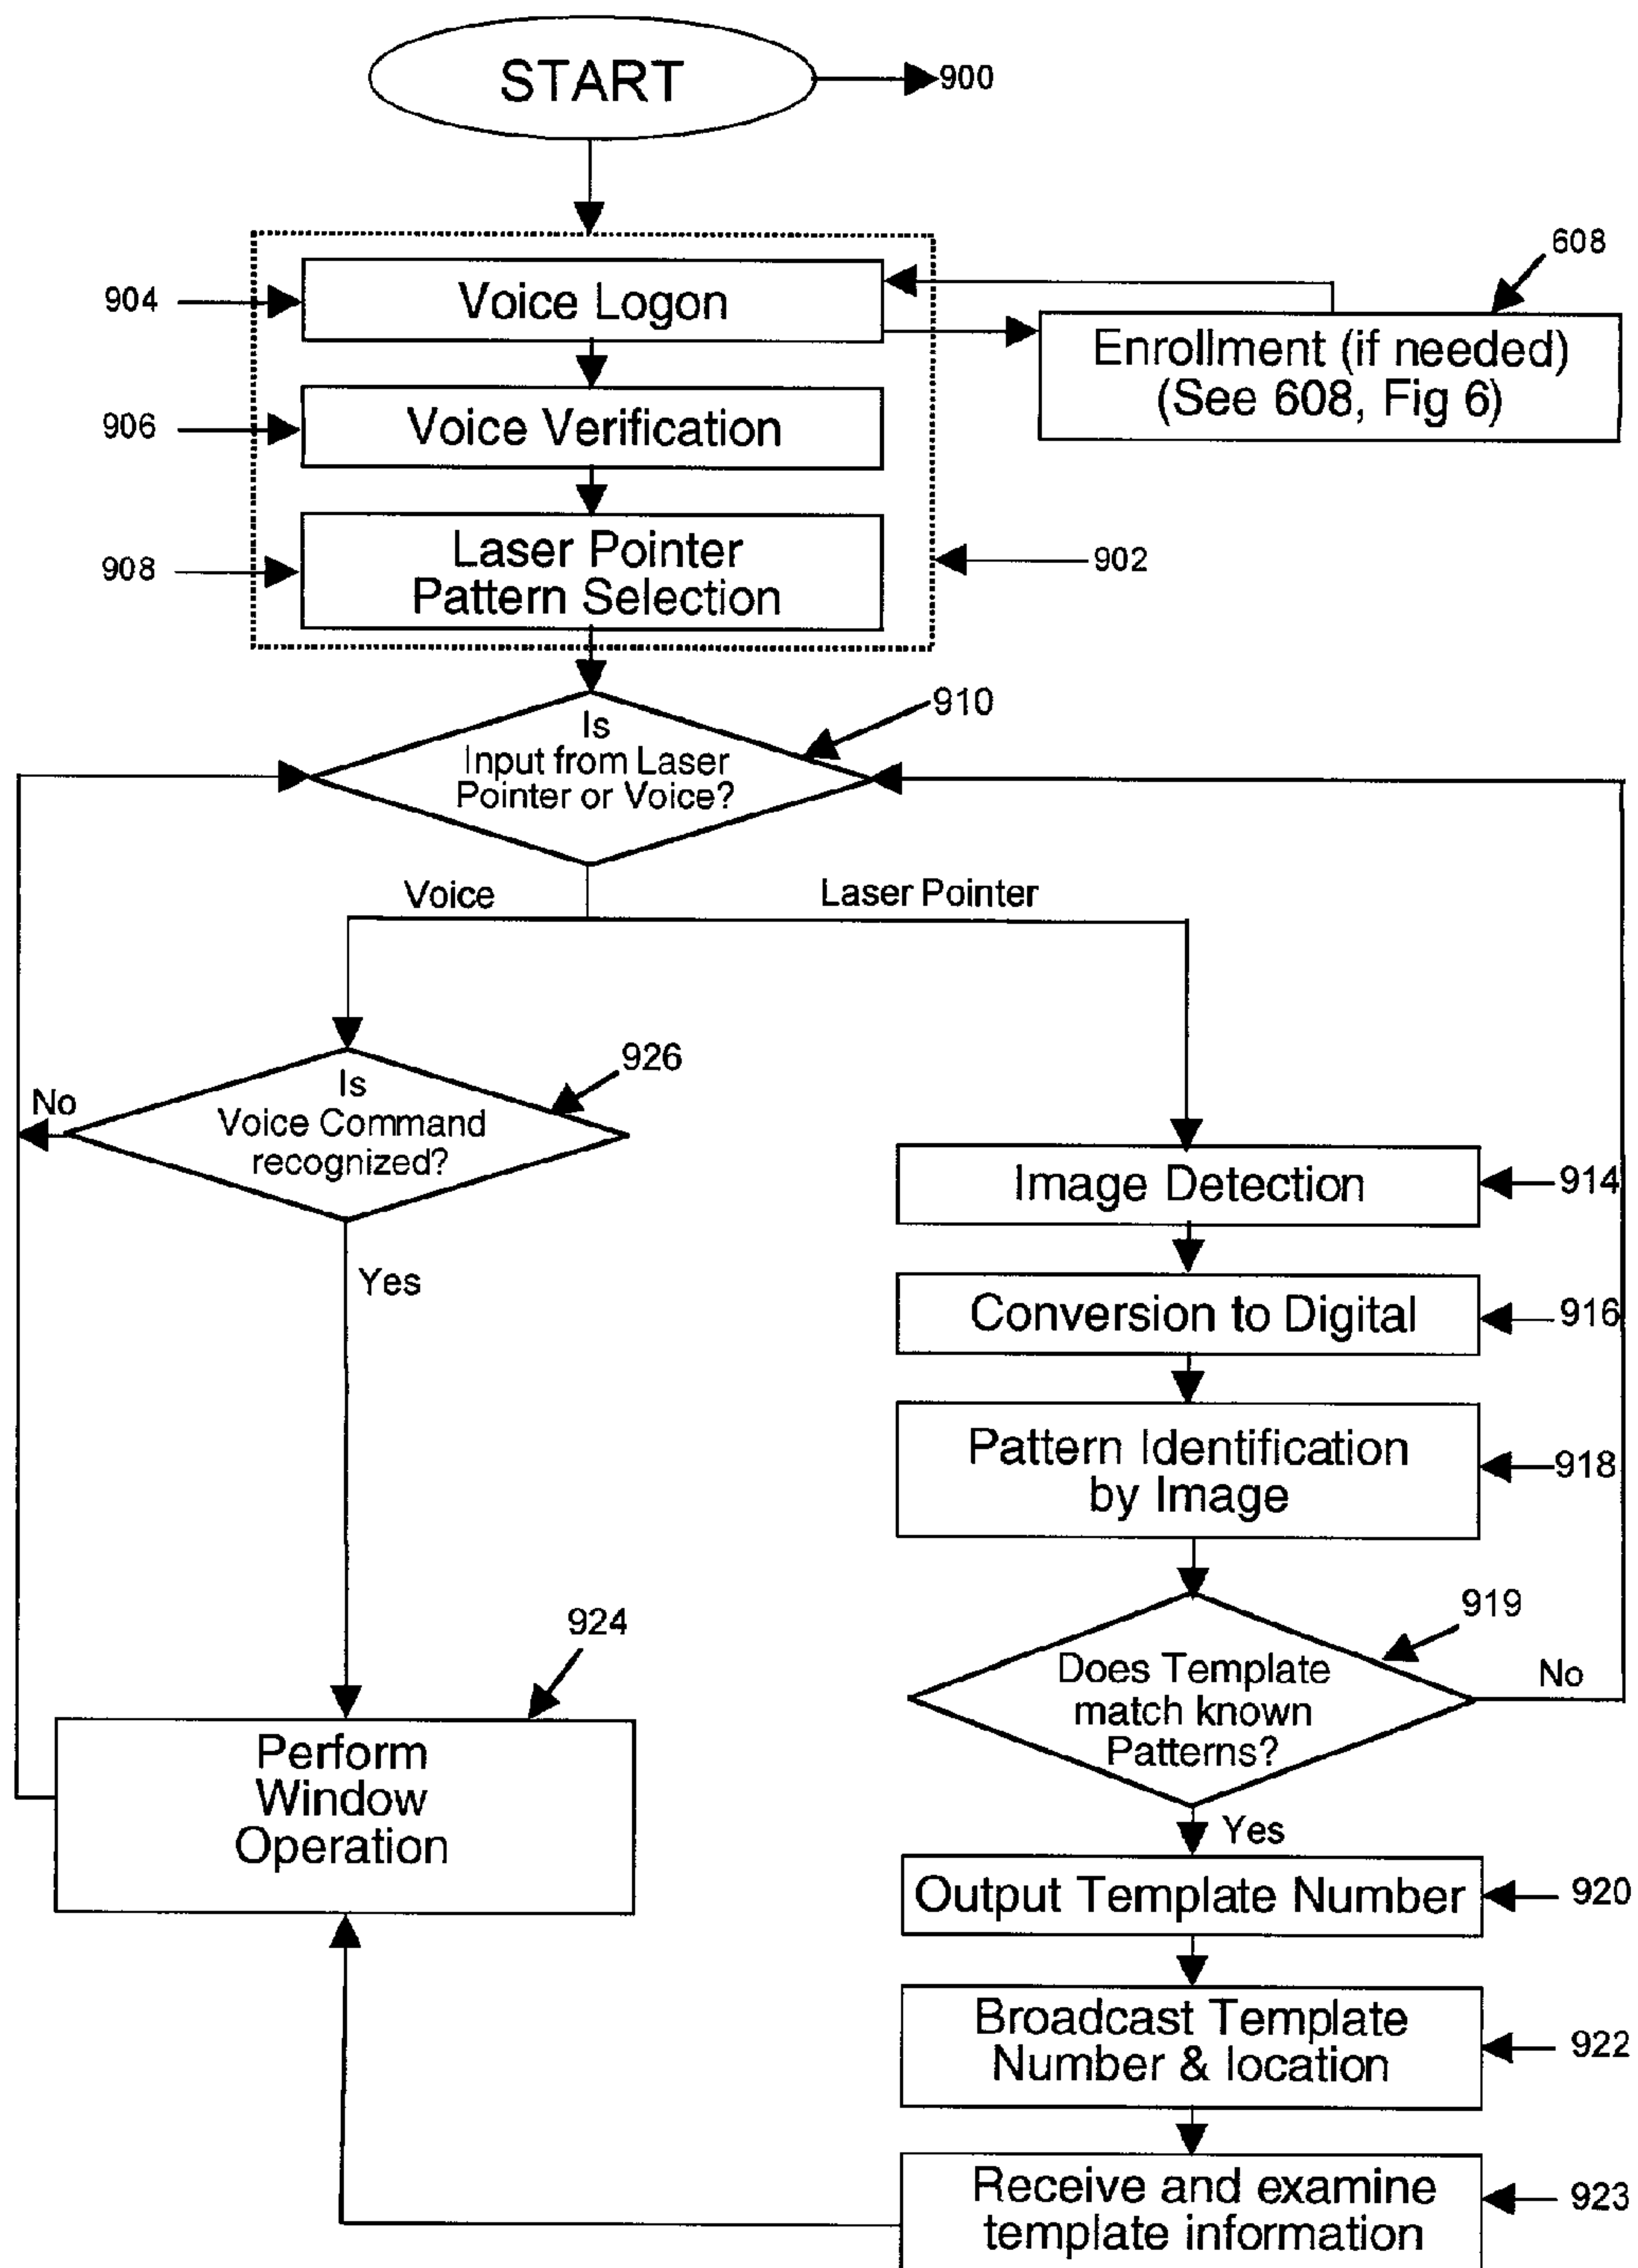 START
900
904
Voice Logon
608
Enrollment (if needed)
(See 608, Fig 6)
906
Voice Verification
908
Laser Pointer
Pattern Selection
902
910
Is
Input from Laser
Pointer or Voice?
Voice
Laser Pointer
926
Is
Voice Command
recognized?
No
Yes
Image Detection
914
Conversion to Digital
916
Pattern Identification
by Image
918
919
Does Template
match known
Patterns?
No
Yes
924
Perform
Window
Operation
Output Template Number
920
Broadcast Template
Number & location
922
Receive and examine
template information
923